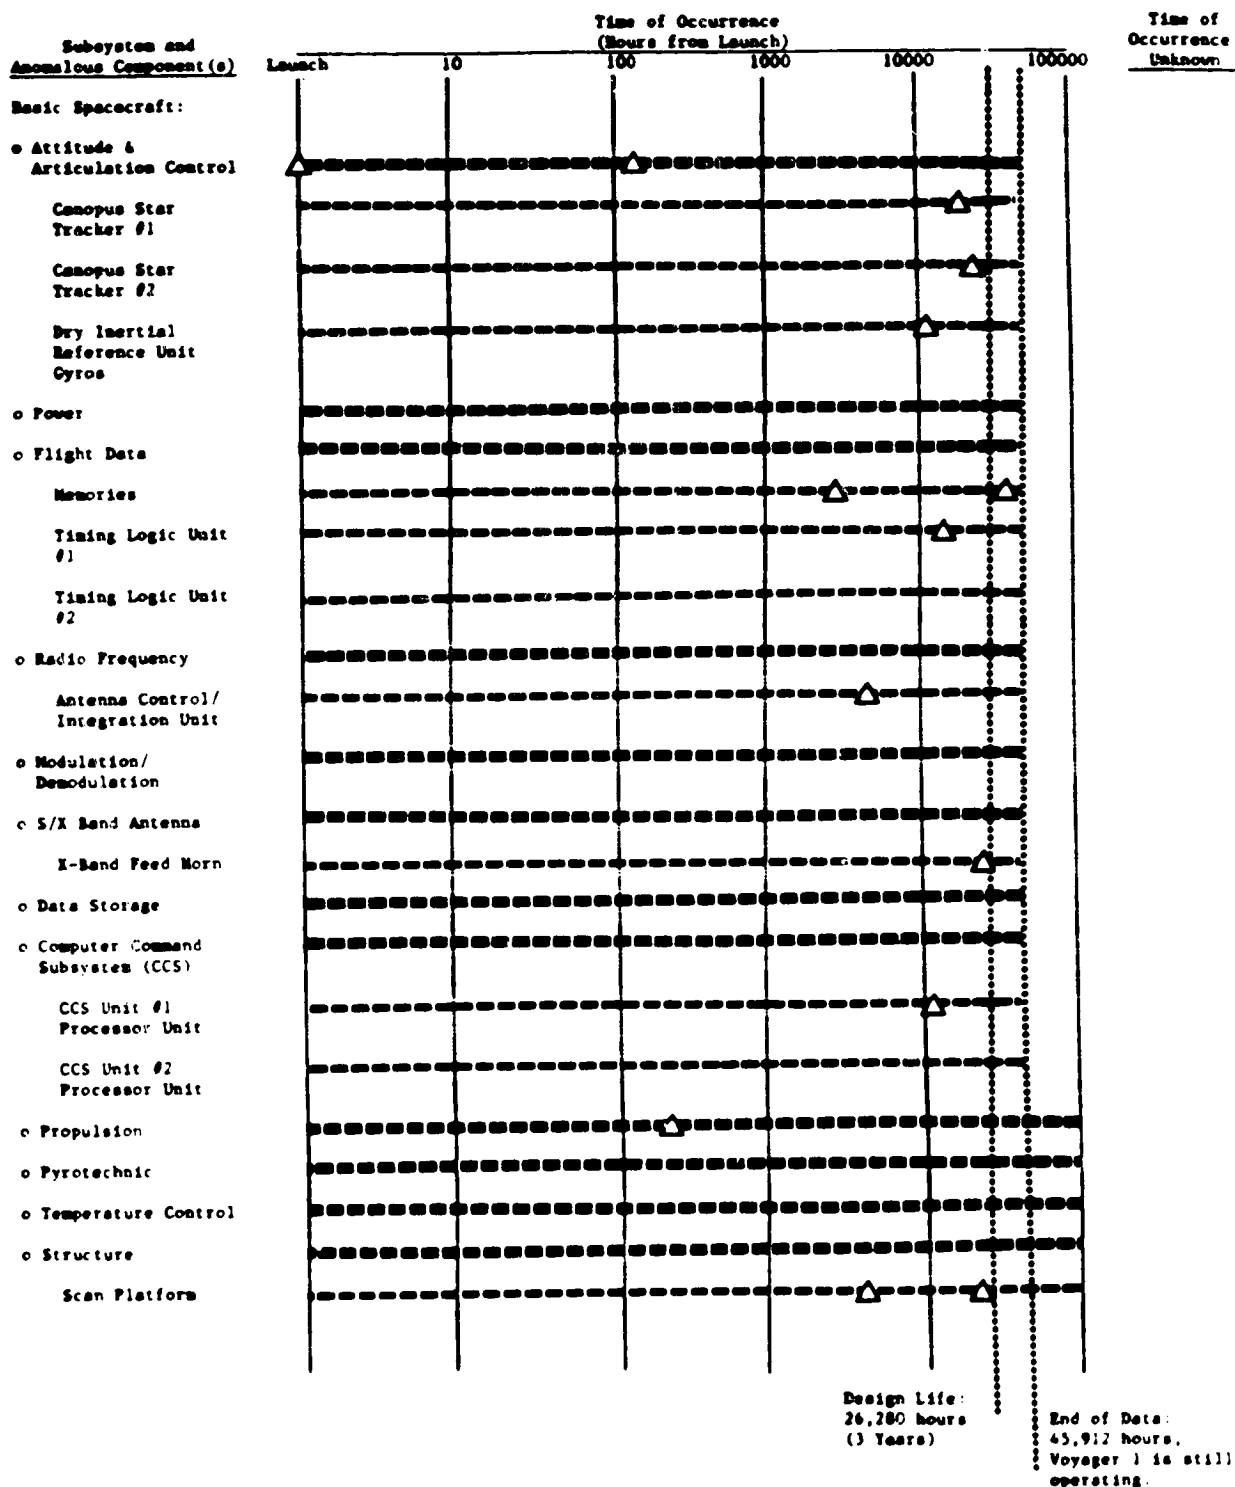 Time of Occurrence
(Hours from Launch)
Time of
Occurrence
Unknown
Subsystem and
Anomalous Component(s)
Launch 10 100 1000 10000 100000
Basic Spacecraft:
Attitude &
Articulation Control
Canopus Star
Tracker #1
Canopus Star
Tracker #2
Dry Inertial
Reference Unit
Gyros
o Power
o Flight Data
Memories
Timing Logic Unit
#1
Timing Logic Unit
#2
o Radio Frequency
Antenna Control/
Integration Unit
o Modulation/
Demodulation
o S/X Band Antenna
X-Band Feed Horn
o Data Storage
o Computer Command
Subsystem (CCS)
CCS Unit #1
Processor Unit
CCS Unit #2
Processor Unit
o Propulsion
o Pyrotechnic
o Temperature Control
o Structure
Scan Platform
Design Life:
26,280 hours
(3 Years)
End of Data:
45,912 hours,
Voyager 1 is still
operating.